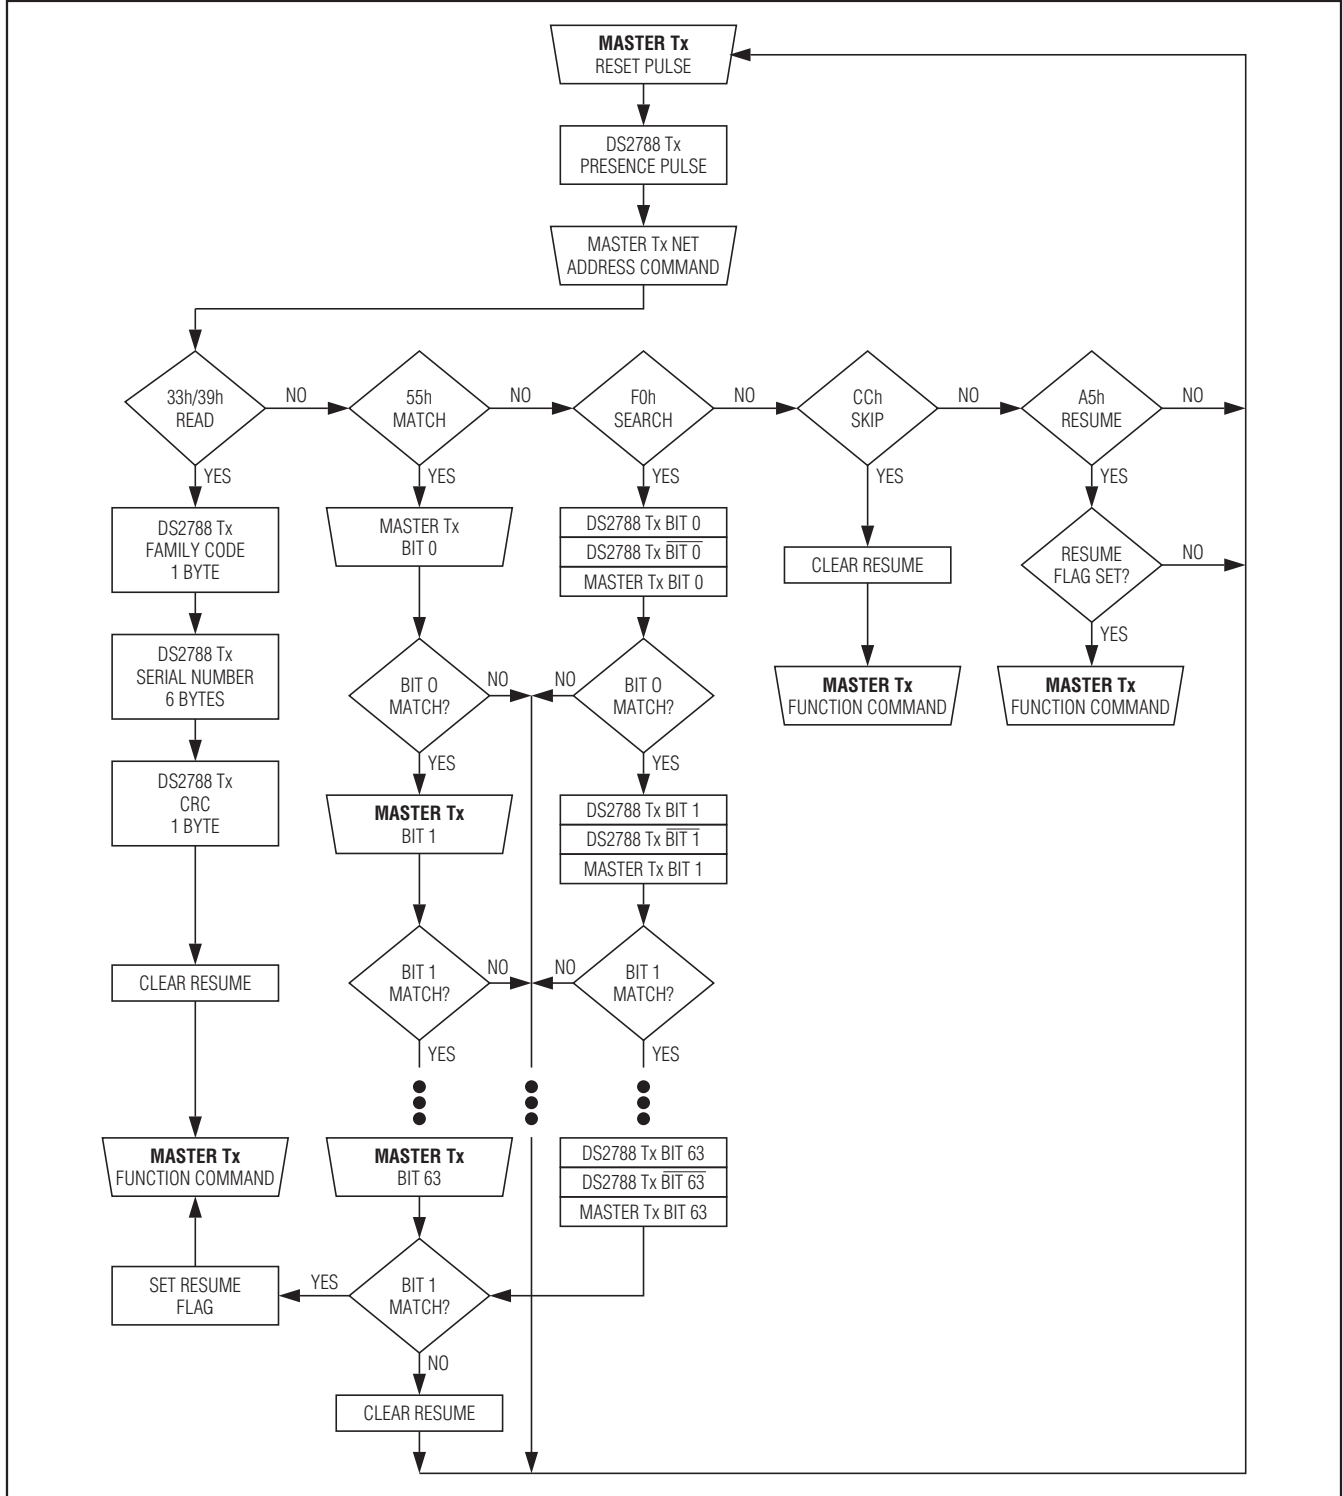 MASTER Tx
RESET PULSE
DS2788 Tx
PRESENCE PULSE
MASTER Tx NET
ADDRESS COMMAND
33h/39h
READ
NO
YES
55h
MATCH
NO
YES
F0h
SEARCH
NO
YES
CCh
SKIP
NO
YES
A5h
RESUME
NO
YES
DS2788 Tx
FAMILY CODE
1 BYTE
MASTER Tx
BIT 0
DS2788 Tx BIT 0
DS2788 Tx B̅I̅T̅ ̅0̅
MASTER Tx BIT 0
CLEAR RESUME
RESUME
FLAG SET?
NO
YES
DS2788 Tx
SERIAL NUMBER
6 BYTES
BIT 0
MATCH?
NO
YES
NO
BIT 0
MATCH?
YES
MASTER Tx
FUNCTION COMMAND
MASTER Tx
FUNCTION COMMAND
DS2788 Tx
CRC
1 BYTE
MASTER Tx
BIT 1
DS2788 Tx BIT 1
DS2788 Tx B̅I̅T̅ ̅1̅
MASTER Tx BIT 1
CLEAR RESUME
BIT 1
MATCH?
NO
YES
NO
BIT 1
MATCH?
YES
MASTER Tx
FUNCTION COMMAND
MASTER Tx
BIT 63
DS2788 Tx BIT 63
DS2788 Tx B̅I̅T̅ ̅6̅3̅
MASTER Tx BIT 63
SET RESUME
FLAG
YES
BIT 1
MATCH?
NO
CLEAR RESUME